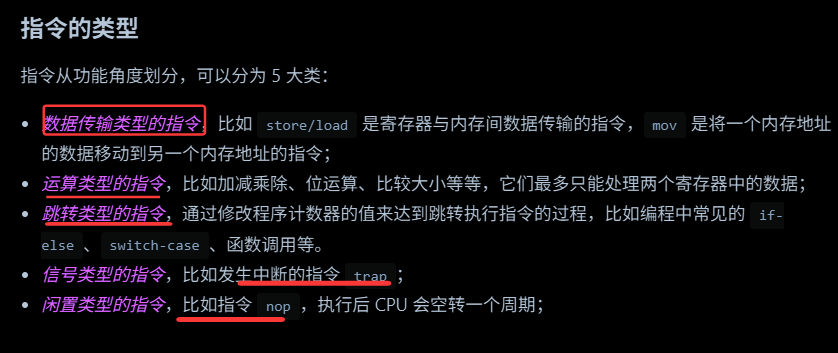 指令的类型
指令从功能角度划分，可以分为 5 大类：
数据传输类型的指令，比如 store/load 是寄存器与内存间数据传输的指令，mov 是将一个内存地址
的数据移动到另一个内存地址的指令；
运算类型的指令，比如加减乘除、位运算、比较大小等等，它们最多只能处理两个寄存器中的数据；
跳转类型的指令，通过修改程序计数器的值来达到跳转执行指令的过程，比如编程中常见的 if-
else、switch-case、函数调用等。
信号类型的指令，比如发生中断的指令 trap；
闲置类型的指令，比如指令 nop，执行后 CPU 会空转一个周期；